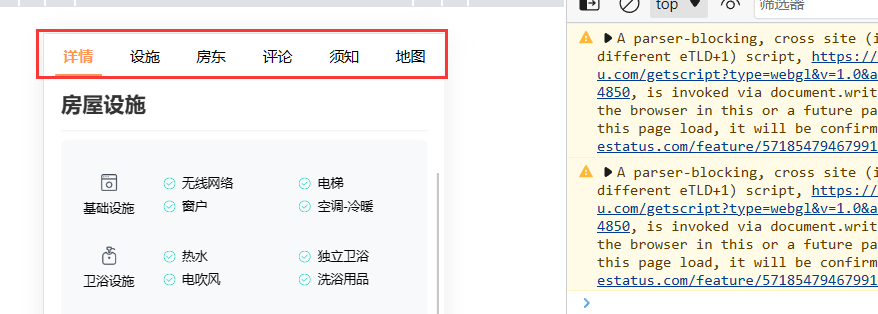 top ▼
筛选器
详情 设施 房东 评论 须知 地图
房屋设施
基础设施
无线网络 电梯
窗户 空调-冷暖
卫浴设施
热水 独立卫浴
电吹风 洗浴用品
A parser-blocking, cross site (i
different eTLD+1) script, https://
u.com/getscript?type=webgl&v=1.0&a
4850, is invoked via document.writ
the browser in this or a future pa
this page load, it will be confirm
estatus.com/feature/57185479467991
A parser-blocking, cross site (i
different eTLD+1) script, https://
u.com/getscript?type=webgl&v=1.0&a
4850, is invoked via document.writ
the browser in this or a future pa
this page load, it will be confirm
estatus.com/feature/57185479467991